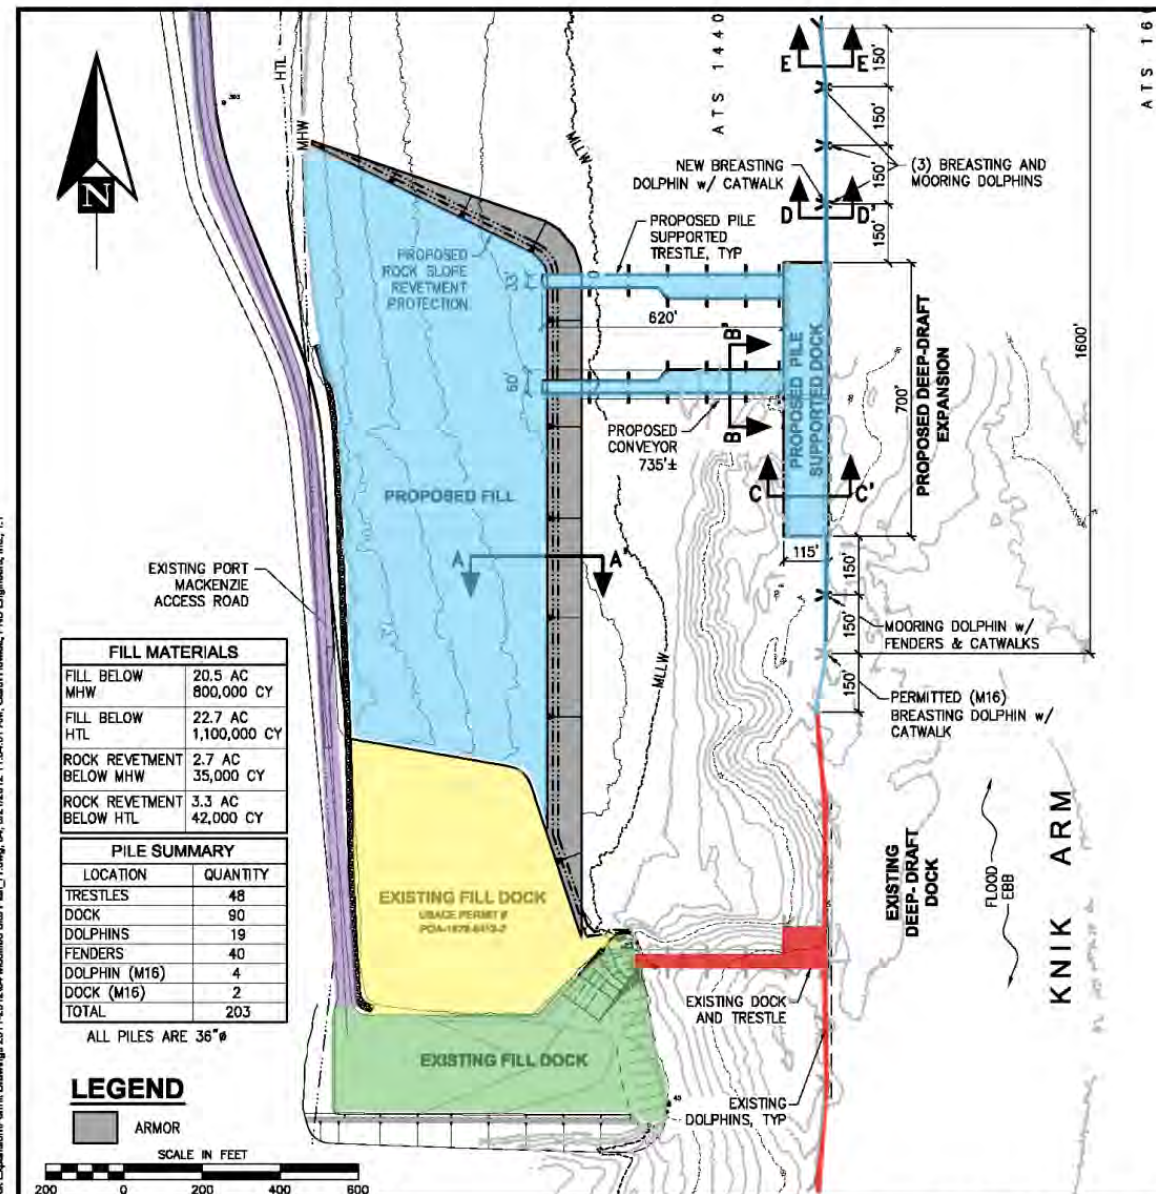 ATS 1440
ATS 16
HTL
MHW
MLLW
N
E
E'
150'
150'
150'
150'
NEW BREASTING
DOLPHIN w/ CATWALK
(3) BREASTING AND
MOORING DOLPHINS
D
D'
PROPOSED PILE
SUPPORTED
TRESTLE, TYP
PROPOSED
ROCK SLOPE
REVETMENT
PROTECTION
33'
620'
60'
B'
B
PROPOSED
CONVEYOR
735'±
PROPOSED PILE
SUPPORTED DOCK
700'
PROPOSED DEEP-DRAFT
EXPANSION
1600'
C
C'
115'
PROPOSED FILL
A
A'
EXISTING PORT
MACKENZIE
ACCESS ROAD
MLLW
150'
150'
150'
MOORING DOLPHIN w/
FENDERS & CATWALKS
PERMITTED (M16)
BREASTING DOLPHIN w/
CATWALK
FILL MATERIALS
FILL BELOW MHW 20.5 AC 800,000 CY
FILL BELOW HTL 22.7 AC 1,100,000 CY
ROCK REVETMENT BELOW MHW 2.7 AC 35,000 CY
ROCK REVETMENT BELOW HTL 3.3 AC 42,000 CY
PILE SUMMARY
LOCATION QUANTITY
TRESTLES 48
DOCK 90
DOLPHINS 19
FENDERS 40
DOLPHIN (M16) 4
DOCK (M16) 2
TOTAL 203
ALL PILES ARE 36"ø
EXISTING FILL DOCK
USACE PERMIT #
EXISTING
DEEP-DRAFT
DOCK
FLOOD
EBB
KNIK ARM
EXISTING DOCK
AND TRESTLE
EXISTING FILL DOCK
EXISTING
DOLPHINS, TYP
LEGEND
ARMOR
SCALE IN FEET
200 0 200 400 600